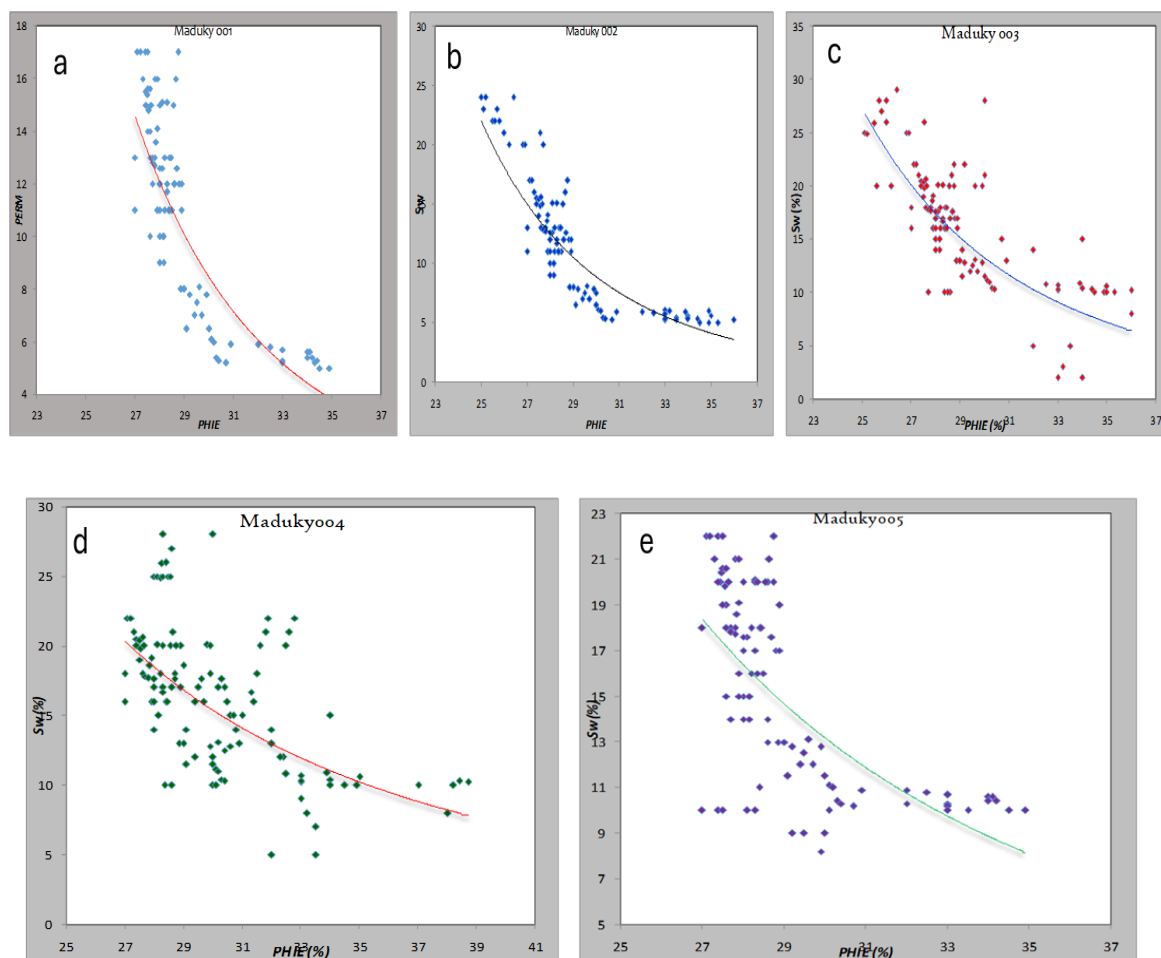 Maduky 001
a
18
16
14
12
10
8
6
4
PERM
23 25 27 29 31 33 35 37
PHIE
Maduky 002
b
30
25
20
15
10
5
0
Sw
23 25 27 29 31 33 35 37
PHIE
Maduky 003
c
35
30
25
20
15
10
5
0
Sw (%)
23 25 27 29 31 33 35 37
PHIE (%)
Maduky004
d
30
25
20
15
10
5
0
Sw (%)
25 27 29 31 33 35 37 39 41
PHIE (%)
Maduky005
e
23
21
19
17
15
13
11
9
7
5
Sw (%)
25 27 29 31 33 35 37
PHIE (%)